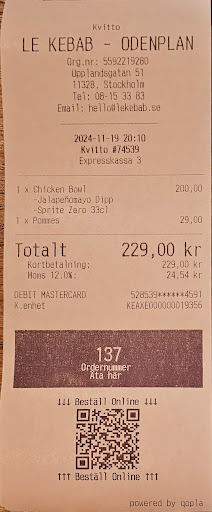 Kvitto
LE KEBAB - ODENPLAN
Org.nr: 5592219280
Upplandsgatan 51
11328, Stockholm
Tel: 08-15 33 83
Email: hello@lekebab.se
2024-11-19 20:10
Kvitto #74539
Expresskassa 3
1 x Chicken Bowl 200,00
-Jalapeñomayo Dipp
-Sprite Zero 33cl
1 x Pommes 29,00
Totalt 229,00 kr
Kortbetalning: 229,00 kr
Moms 12.0%: 24,54 kr
DEBIT MASTERCARD 528539******4591
K.enhet KEAXE000000019356
137
Ordernummer
Äta här
↓↓↓ Beställ Online ↓↓↓
↑↑↑ Beställ Online ↑↑↑
powered by qopla